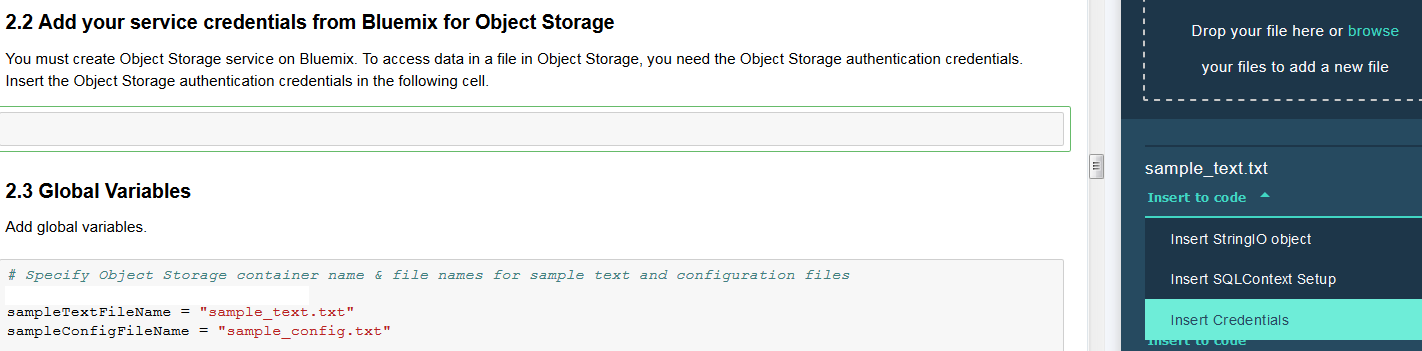 2.2 Add your service credentials from Bluemix for Object Storage
You must create Object Storage service on Bluemix. To access data in a file in Object Storage, you need the Object Storage authentication credentials.
Insert the Object Storage authentication credentials in the following cell.
2.3 Global Variables
Add global variables.
# Specify Object Storage container name & file names for sample text and configuration files
sampleTextFileName = "sample_text.txt"
sampleConfigFileName = "sample_config.txt"
Drop your file here or browse
your files to add a new file
sample_text.txt
Insert to code
Insert StringIO object
Insert SQLContext Setup
Insert Credentials
Insert to code